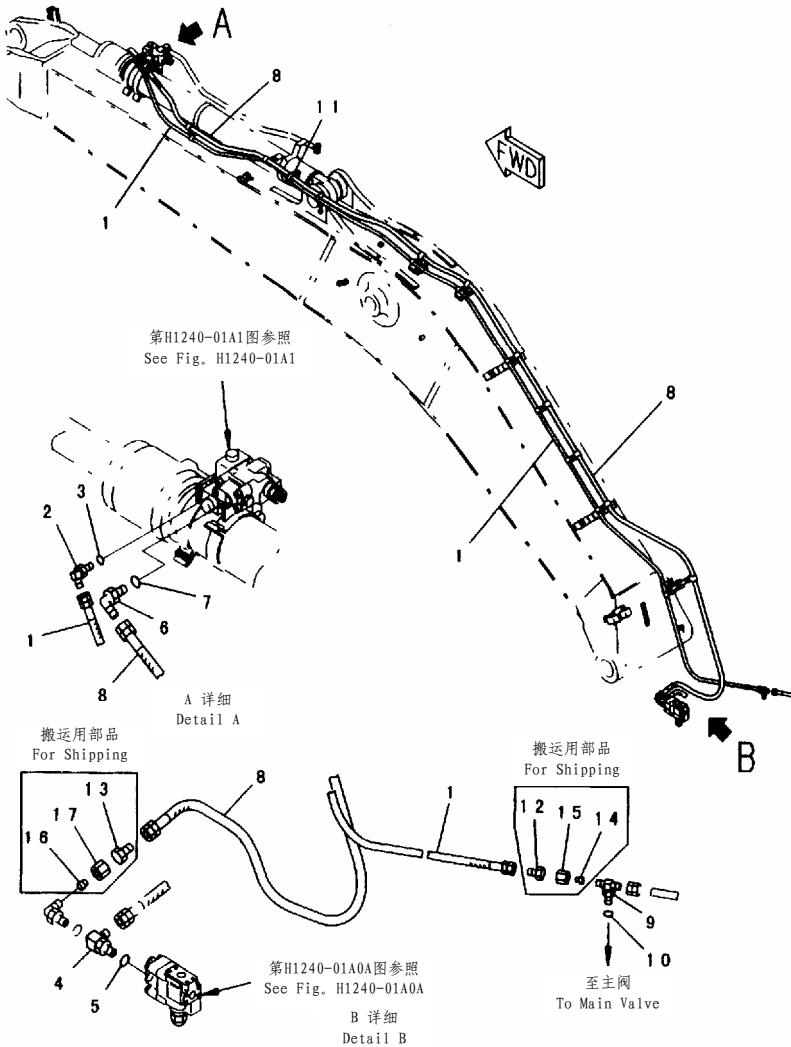 A
8
11
FWD
1
第H1240-01A1图参照
See Fig。 H1240-01A1
8
3
2
1
7
6
1
8
A 详细
Detail A
B
搬运用部品
For Shipping
搬运用部品
For Shipping
8
1
13
17
16
12 15 14
9
10
4
5
第H1240-01A0A图参照
See Fig。 H1240-01A0A
至主阀
To Main Valve
B 详细
Detail B